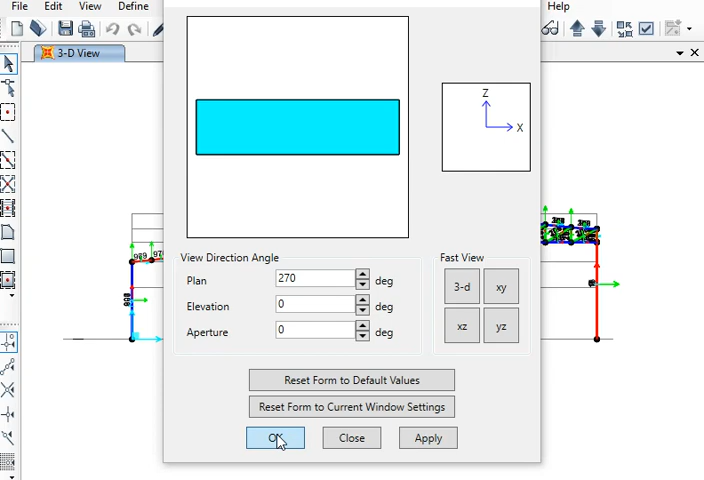 File Edit View Define Help
3-D View
Z
X
View Direction Angle
Plan 270 deg
Elevation 0 deg
Aperture 0 deg
Fast View
3-d xy
xz yz
Reset Form to Default Values
Reset Form to Current Window Settings
OK Close Apply